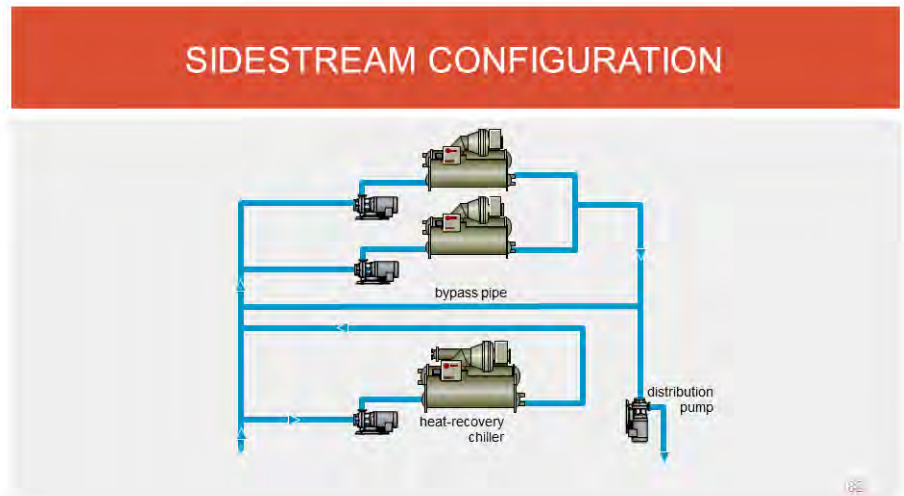 SIDESTREAM CONFIGURATION
bypass pipe
distribution
pump
heat-recovery
chiller